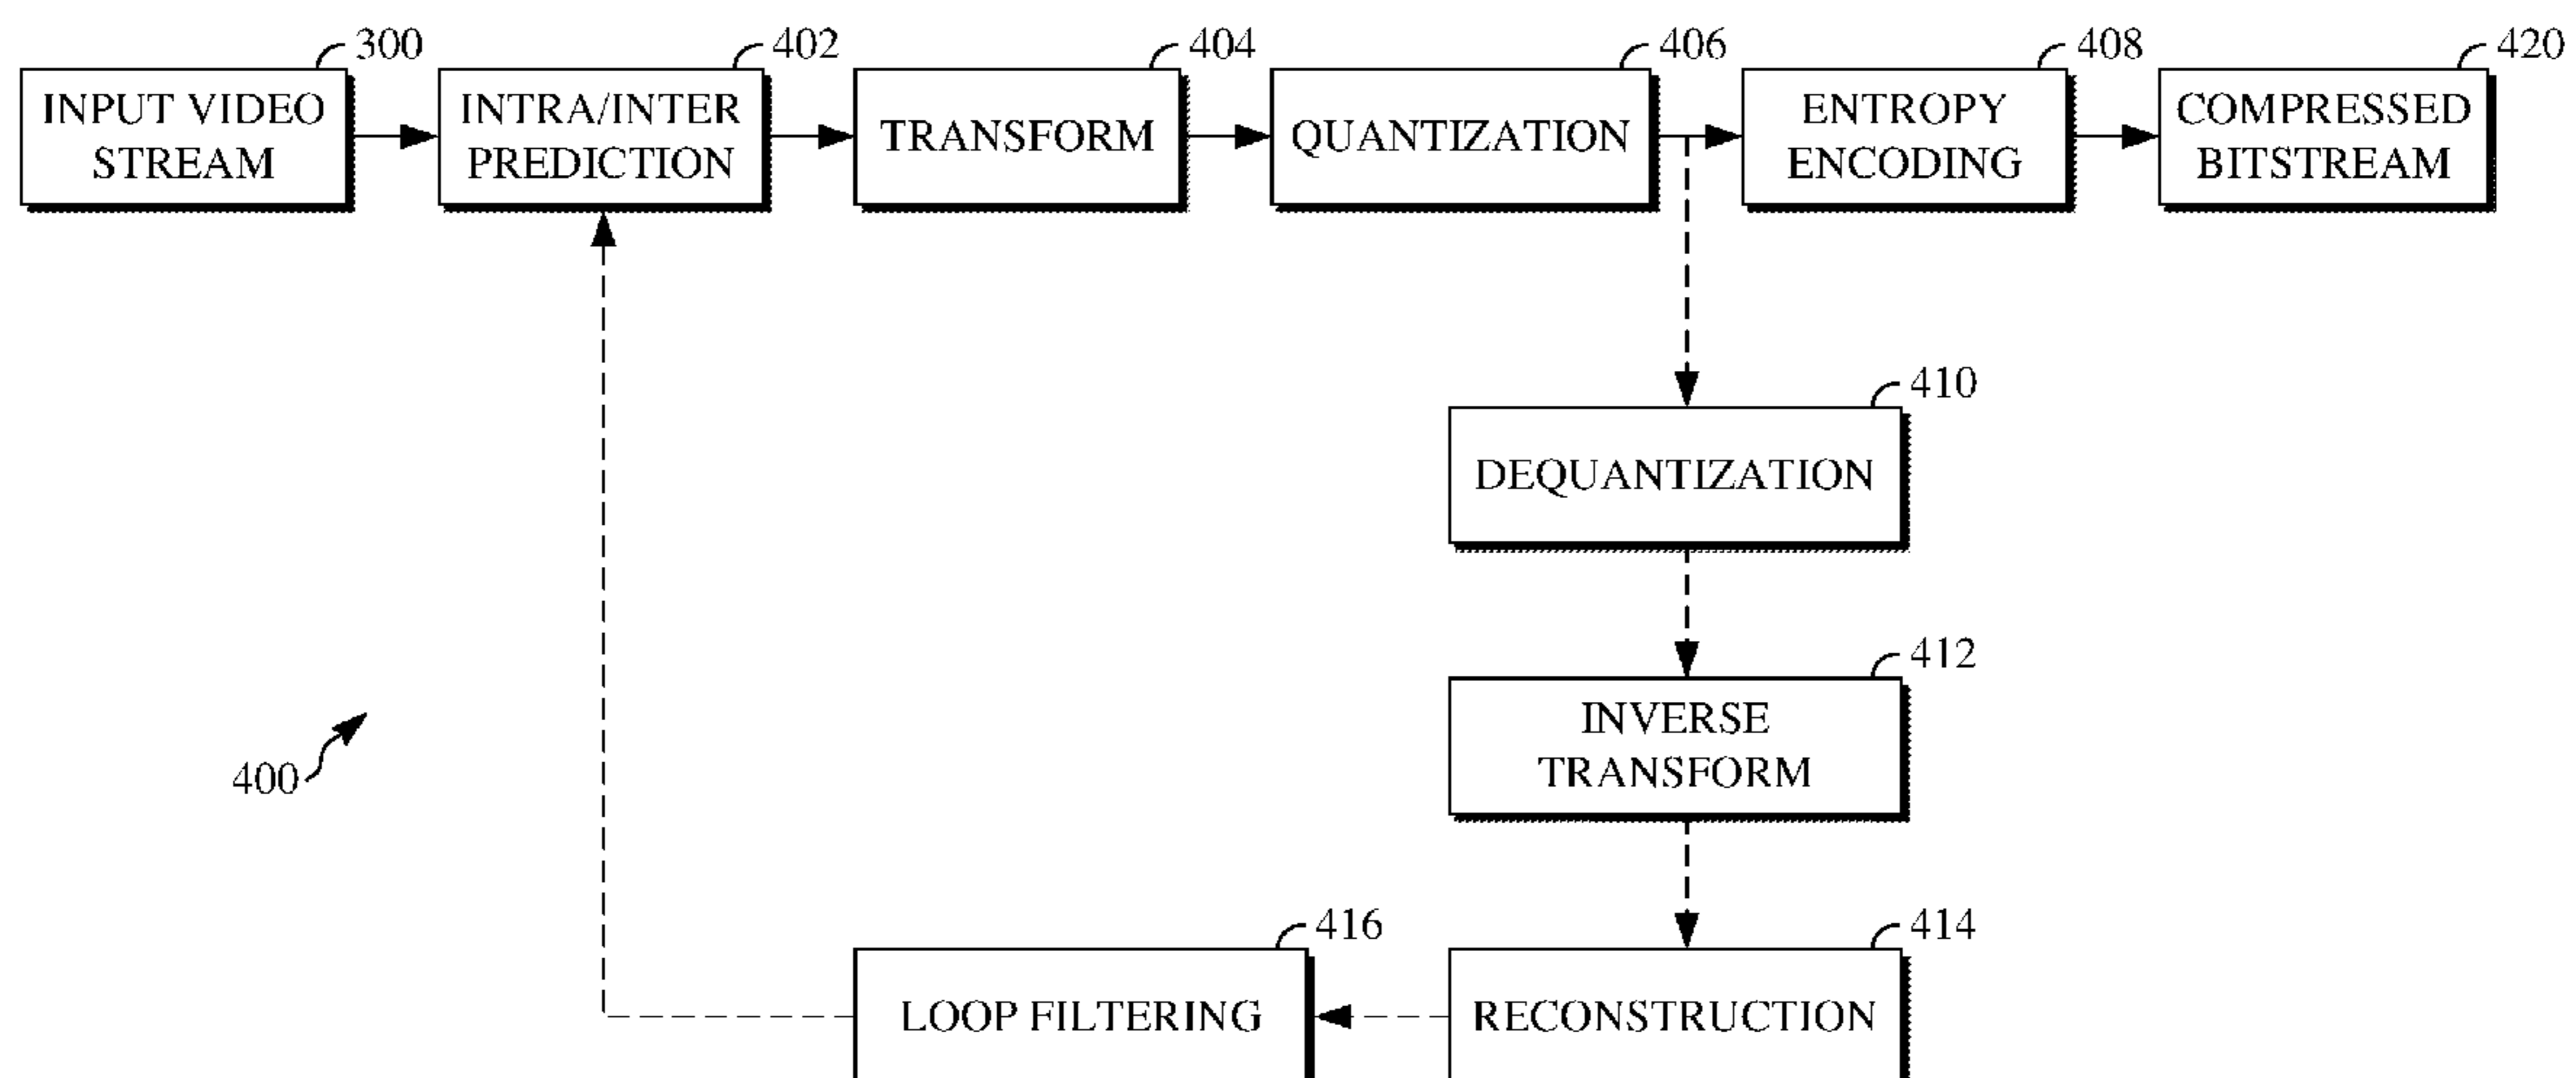 300
402
404
406
408
420
INPUT VIDEO
STREAM
INTRA/INTER
PREDICTION
TRANSFORM
QUANTIZATION
ENTROPY
ENCODING
COMPRESSED
BITSTREAM
410
DEQUANTIZATION
412
INVERSE
TRANSFORM
400
416
414
LOOP FILTERING
RECONSTRUCTION